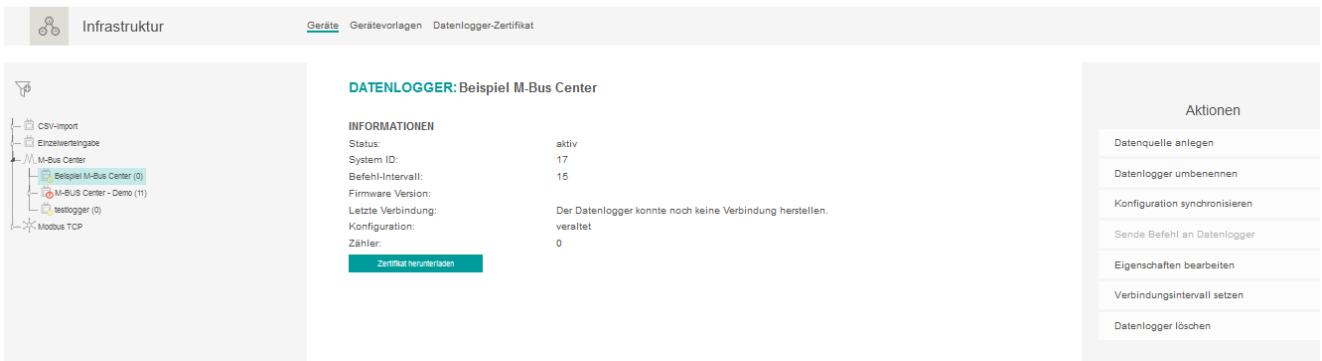 Infrastruktur
Geräte Gerätevorlagen Datenlogger-Zertifikat
CSV-Import
Einzelwerteingabe
M-Bus Center
Beispiel M-Bus Center (0)
M-BUS Center - Demo (11)
testlogger (0)
Modbus TCP
DATENLOGGER: Beispiel M-Bus Center
INFORMATIONEN
Status: aktiv
System ID: 17
Befehl-Intervall: 15
Firmware Version:
Letzte Verbindung: Der Datenlogger konnte noch keine Verbindung herstellen.
Konfiguration: veraltet
Zähler: 0
Zertifikat herunterladen
Aktionen
Datenquelle anlegen
Datenlogger umbenennen
Konfiguration synchronisieren
Sende Befehl an Datenlogger
Eigenschaften bearbeiten
Verbindungsintervall setzen
Datenlogger löschen